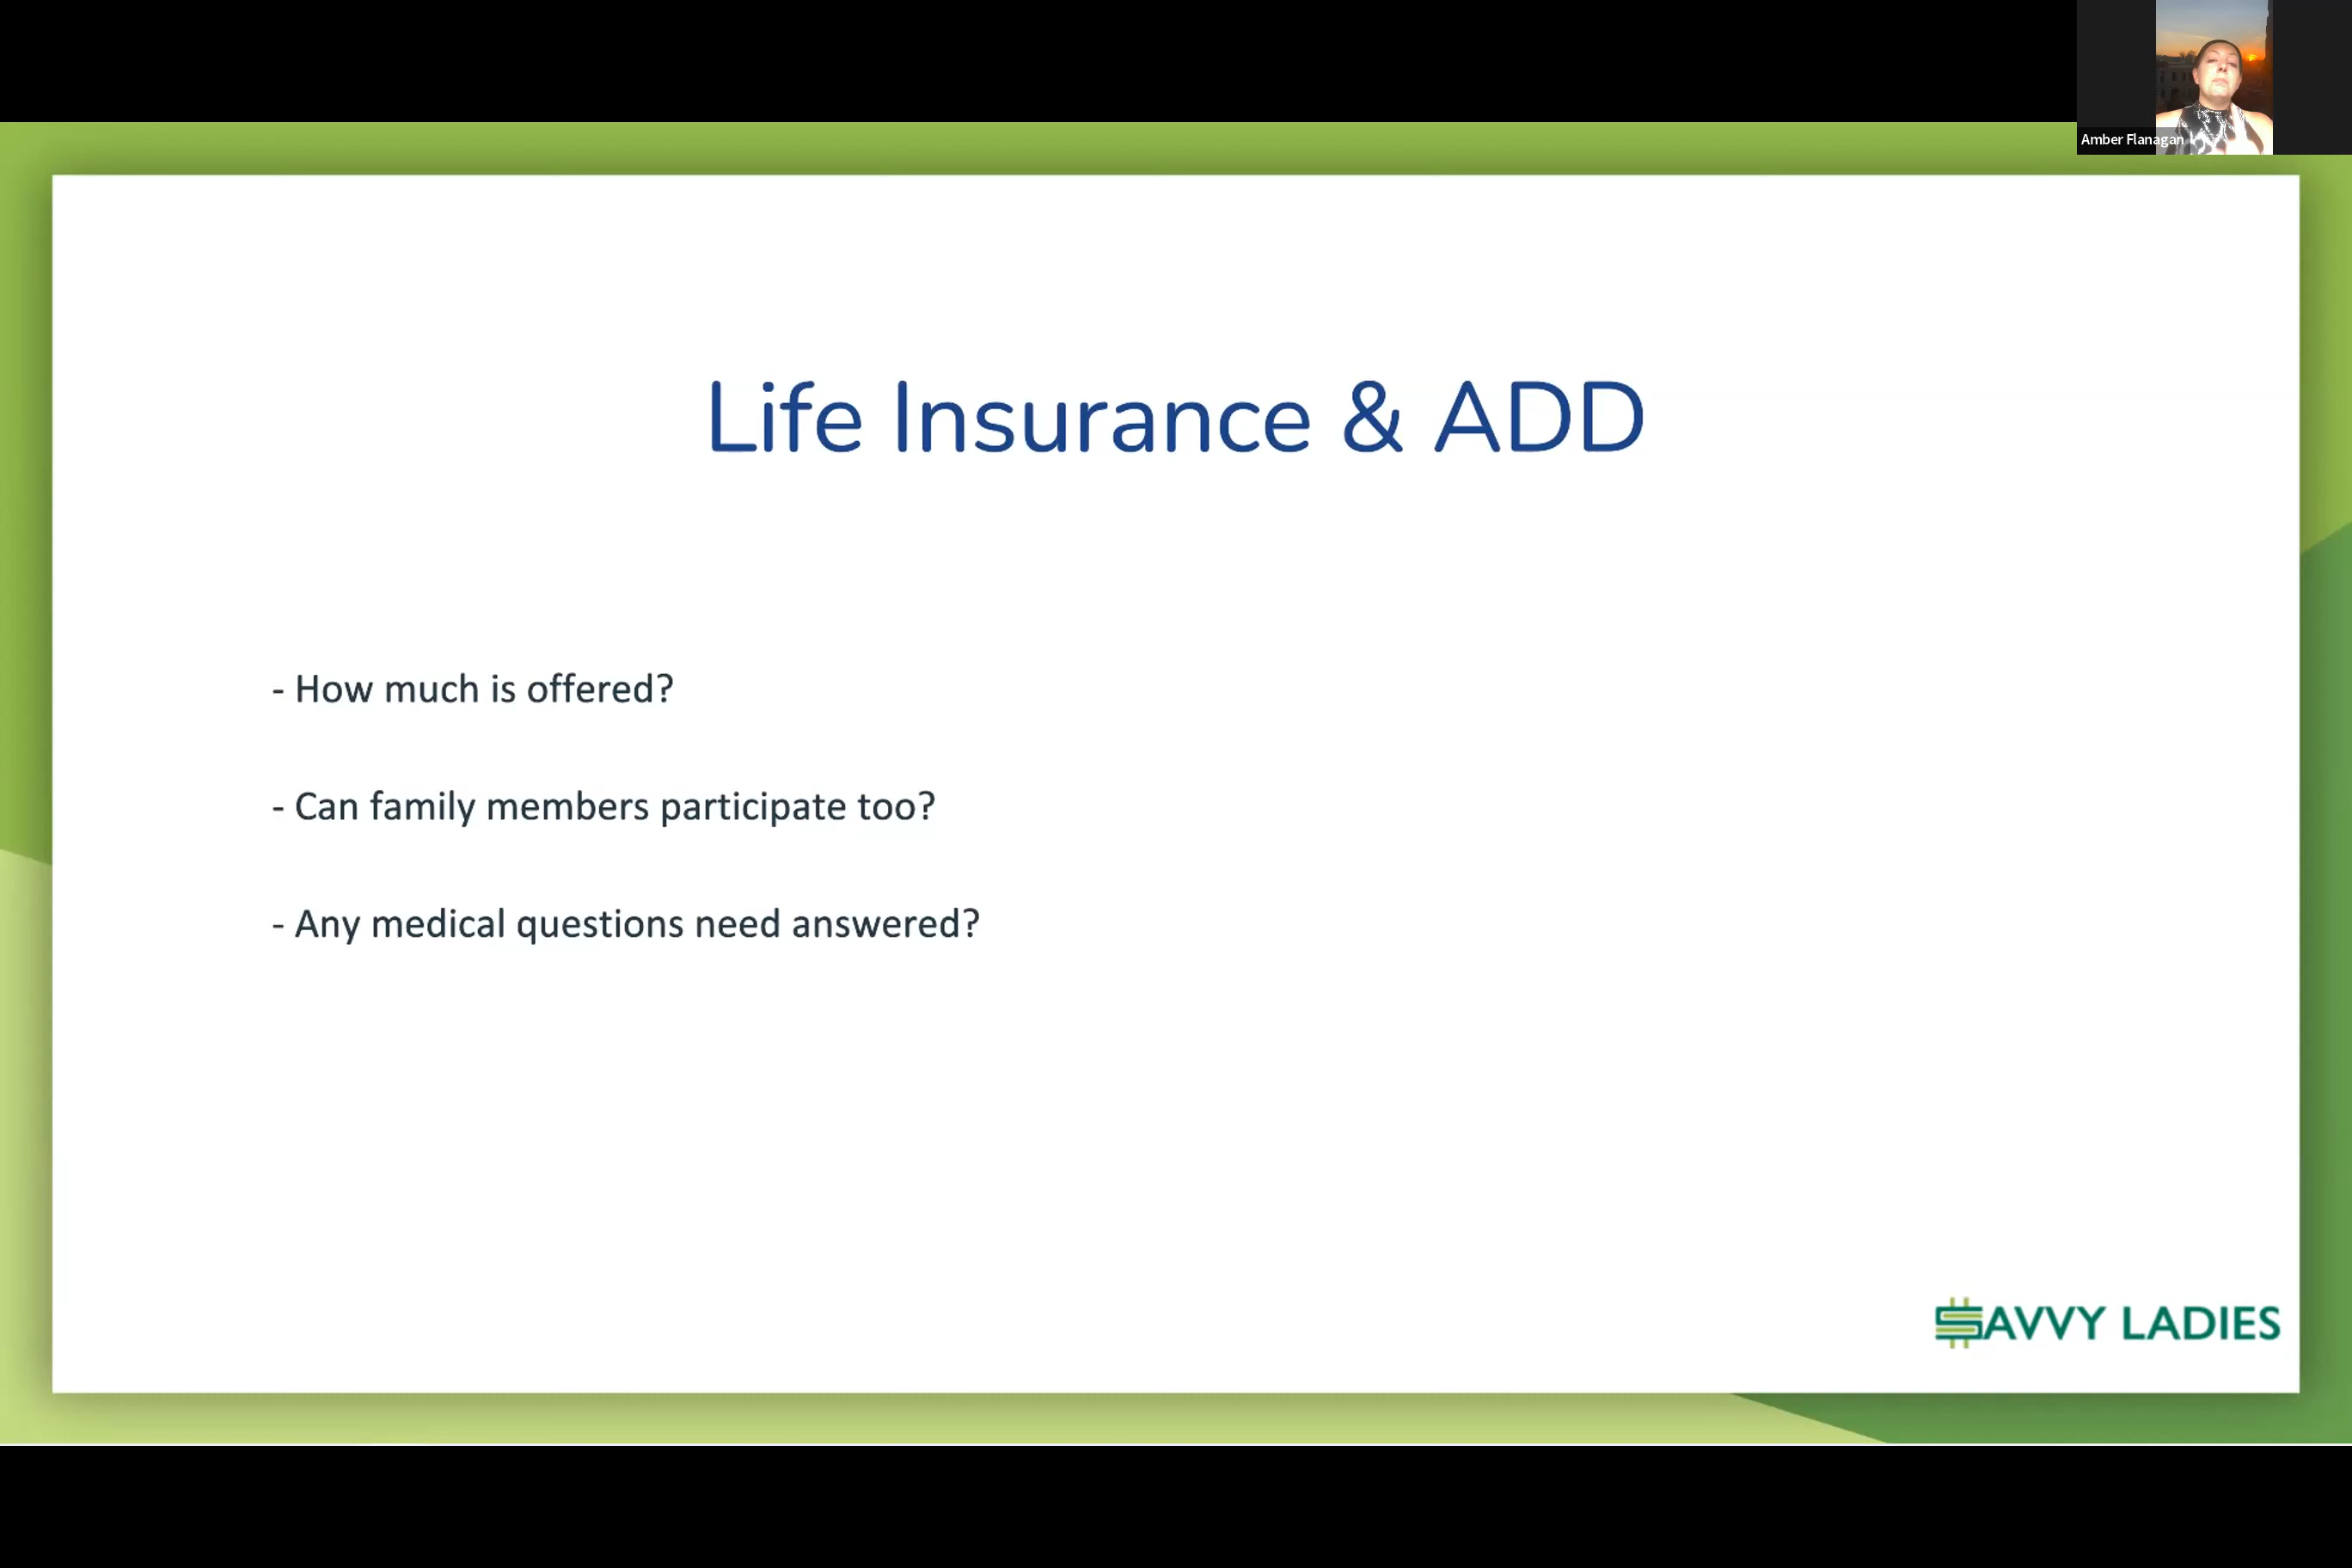 Amber Flanagan
Life Insurance & ADD
- How much is offered?
- Can family members participate too?
- Any medical questions need answered?
SAVVY LADIES